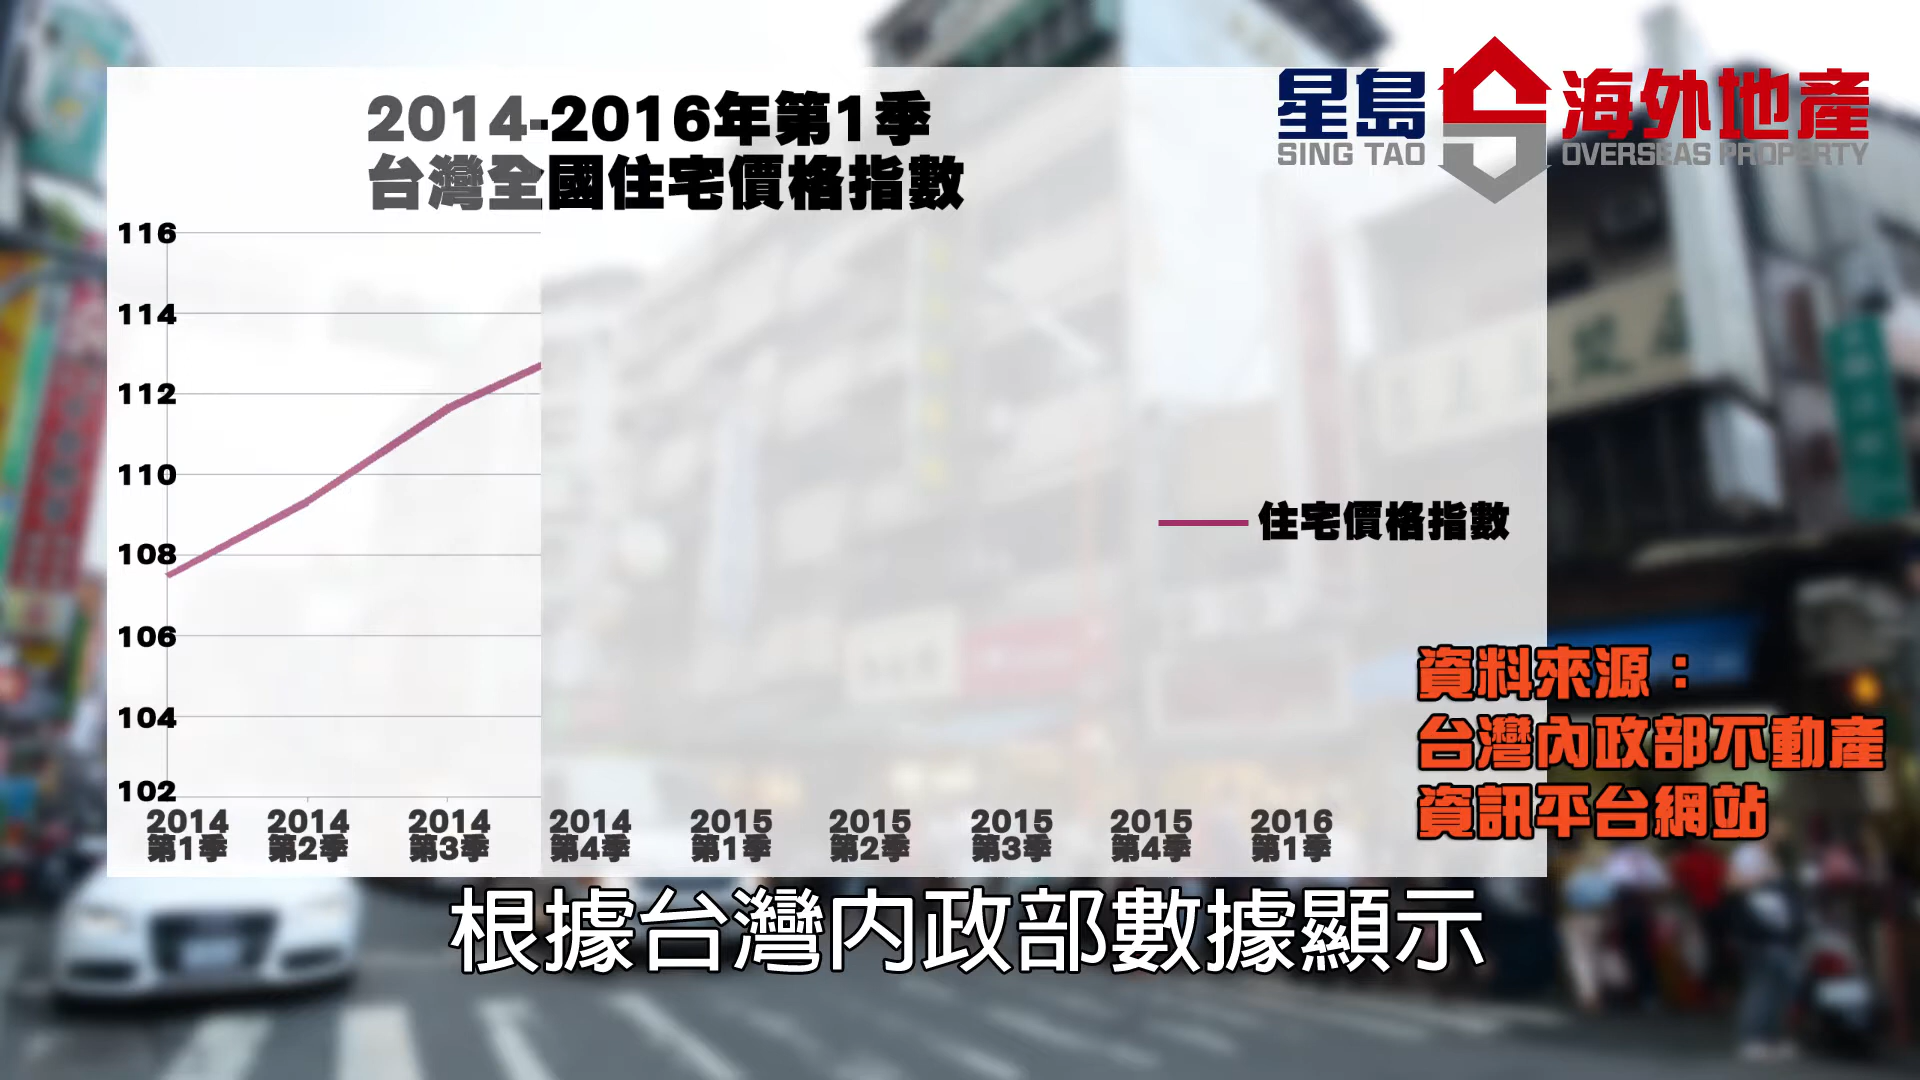 2014-2016年第1季
台灣全國住宅價格指數
星島 海外地產
SING TAO OVERSEAS PROPERTY
116
114
112
110
108
106
104
102
2014 第1季
2014 第2季
2014 第3季
2014 第4季
2015 第1季
2015 第2季
2015 第3季
2015 第4季
2016 第1季
住宅價格指數
資料來源：
台灣內政部不動產
資訊平台網站
根據台灣內政部數據顯示